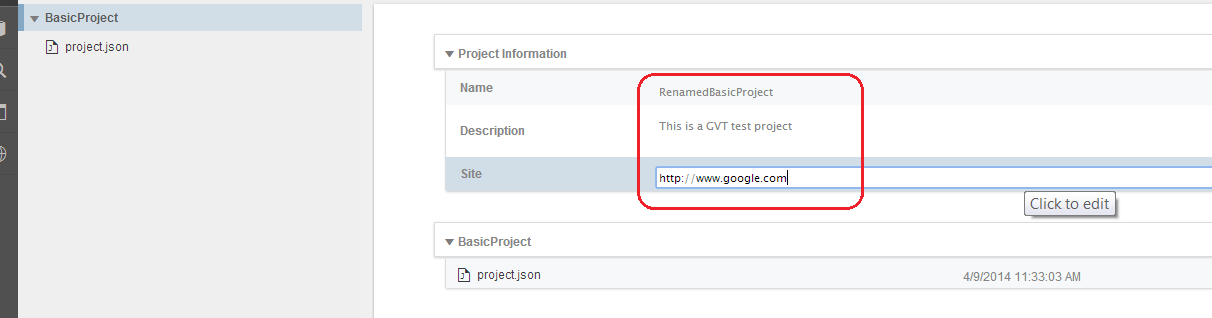 BasicProject
project.json
Project Information
Name RenamedBasicProject
Description This is a GVT test project
Site http://www.google.com
Click to edit
BasicProject
project.json 4/9/2014 11:33:03 AM